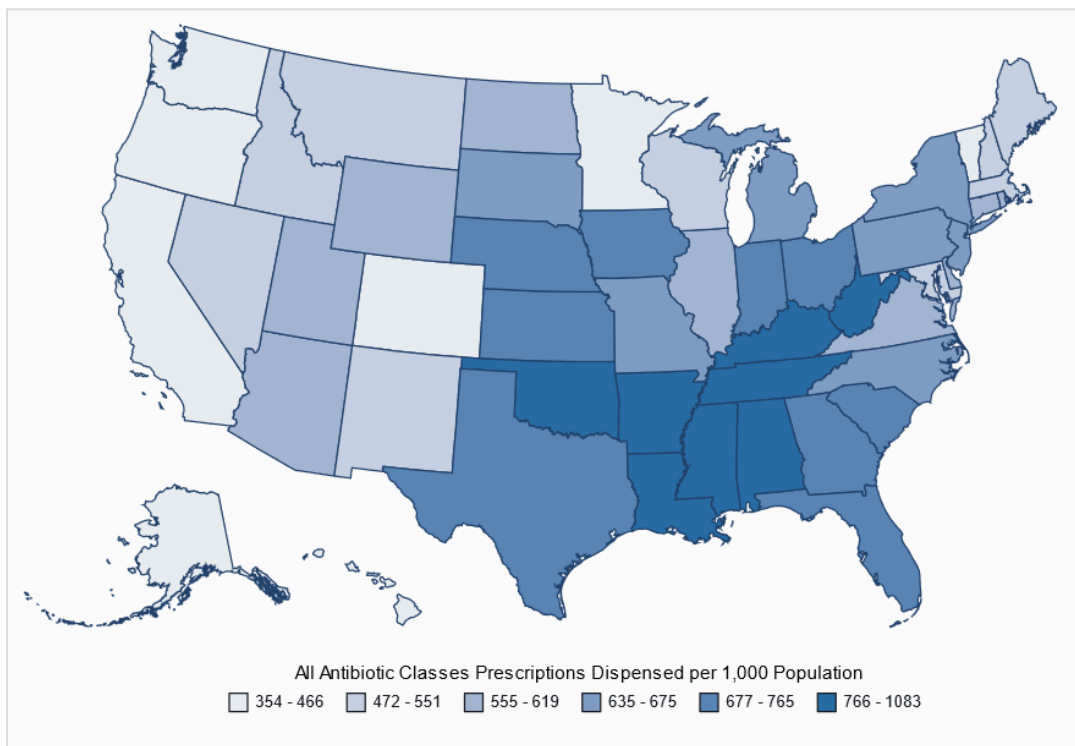 All Antibiotic Classes Prescriptions Dispensed per 1,000 Population
354 - 466 472 - 551 555 - 619 635 - 675 677 - 765 766 - 1083